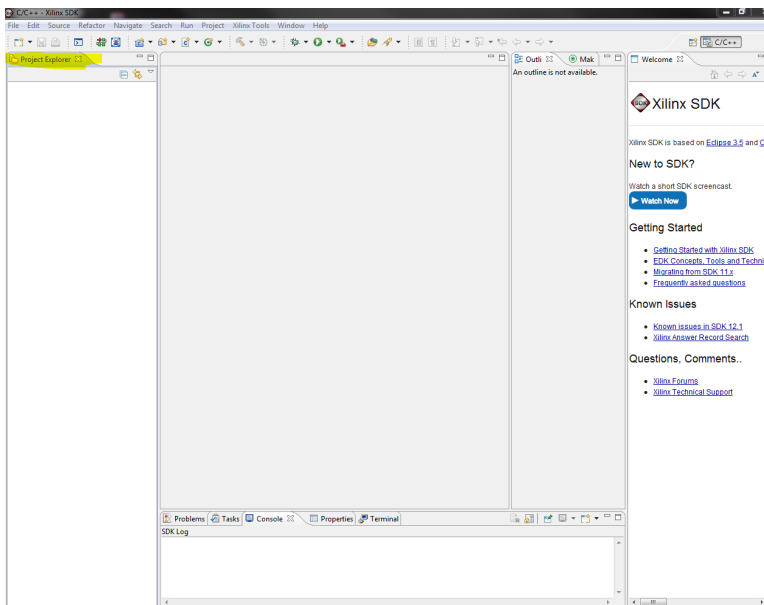 C/C++ - Xilinx SDK
File Edit Source Refactor Navigate Search Run Project Xilinx Tools Window Help
C/C++
Project Explorer
Outli Mak
Welcome
An outline is not available.
Xilinx SDK
Xilinx SDK is based on Eclipse 3.5 and C
New to SDK?
Watch a short SDK screencast.
Watch Now
Getting Started
Getting Started with Xilinx SDK
EDK Concepts, Tools and Techni
Migrating from SDK 11.x
Frequently asked questions
Known Issues
Known issues in SDK 12.1
Xilinx Answer Record Search
Questions, Comments..
Xilinx Forums
Xilinx Technical Support
Problems Tasks Console Properties Terminal
SDK Log